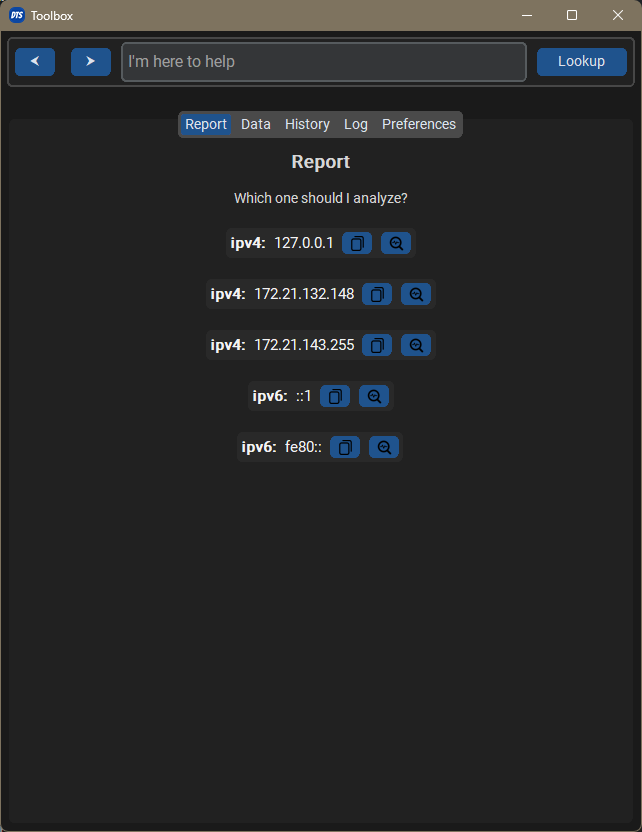 DTS Toolbox
I'm here to help Lookup
Report Data History Log Preferences
Report
Which one should I analyze?
ipv4: 127.0.0.1
ipv4: 172.21.132.148
ipv4: 172.21.143.255
ipv6: ::1
ipv6: fe80::